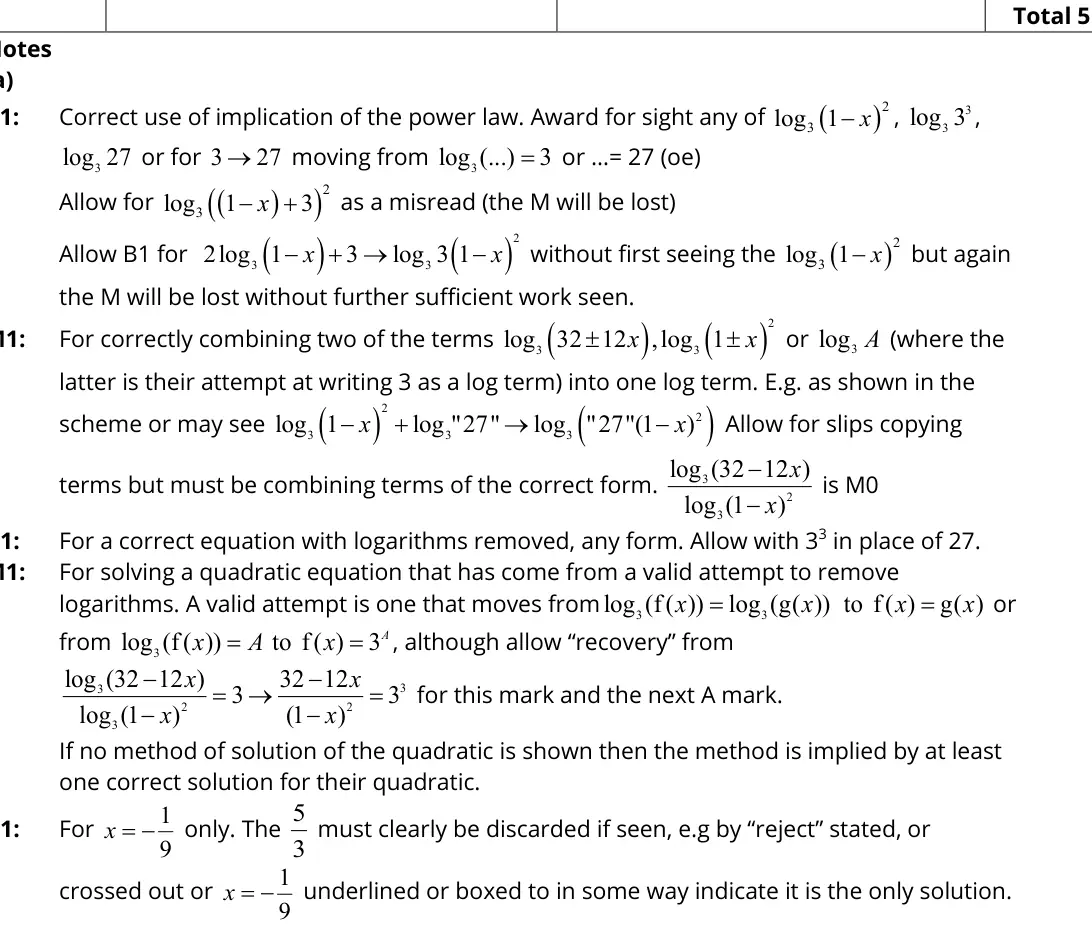 Total 5
otes
a)
1: Correct use of implication of the power law. Award for sight any of log₃(1−x)², log₃ 3³,
log₃ 27 or for 3 → 27 moving from log₃(...) = 3 or ...= 27 (oe)
Allow for log₃((1−x)+3)² as a misread (the M will be lost)
Allow B1 for 2log₃(1−x)+3 → log₃ 3(1−x)² without first seeing the log₃(1−x)² but again
the M will be lost without further sufficient work seen.
11: For correctly combining two of the terms log₃(32±12x), log₃(1±x)² or log₃ A (where the
latter is their attempt at writing 3 as a log term) into one log term. E.g. as shown in the
scheme or may see log₃(1−x)² + log₃"27" → log₃("27"(1−x)²) Allow for slips copying
terms but must be combining terms of the correct form. log₃(32−12x)/log₃(1−x)² is M0
1: For a correct equation with logarithms removed, any form. Allow with 3³ in place of 27.
11: For solving a quadratic equation that has come from a valid attempt to remove
logarithms. A valid attempt is one that moves from log₃(f(x)) = log₃(g(x)) to f(x) = g(x) or
from log₃(f(x)) = A to f(x) = 3ᴬ, although allow “recovery” from
log₃(32−12x)/log₃(1−x)² = 3 → (32−12x)/(1−x)² = 3³ for this mark and the next A mark.
If no method of solution of the quadratic is shown then the method is implied by at least
one correct solution for their quadratic.
1: For x = −1/9 only. The 5/3 must clearly be discarded if seen, e.g by “reject” stated, or
crossed out or x = −1/9 underlined or boxed to in some way indicate it is the only solution.